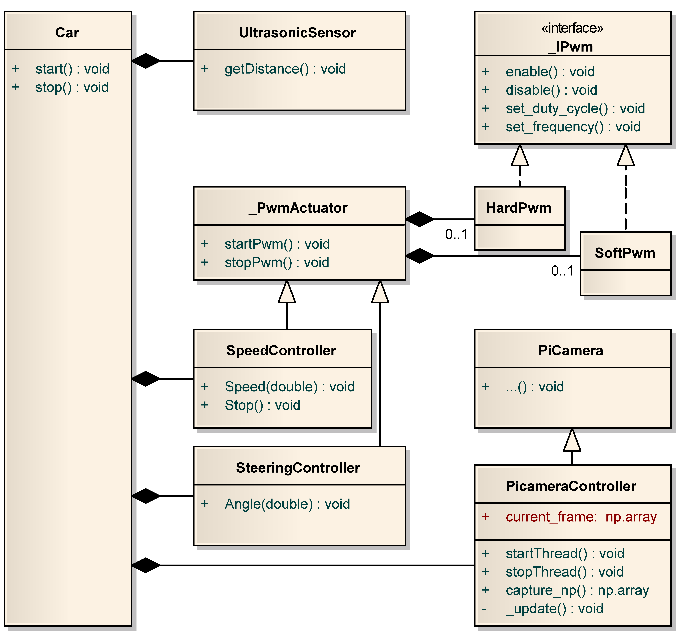 Car
+ start() : void
+ stop() : void
UltrasonicSensor
+ getDistance() : void
«interface»
_IPwm
+ enable() : void
+ disable() : void
+ set_duty_cycle() : void
+ set_frequency() : void
_PwmActuator
+ startPwm() : void
+ stopPwm() : void
HardPwm
0..1
SoftPwm
0..1
SpeedController
+ Speed(double) : void
+ Stop() : void
PiCamera
+ ...() : void
SteeringController
+ Angle(double) : void
PicameraController
+ current_frame: np.array
+ startThread() : void
+ stopThread() : void
+ capture_np() : np.array
- _update() : void